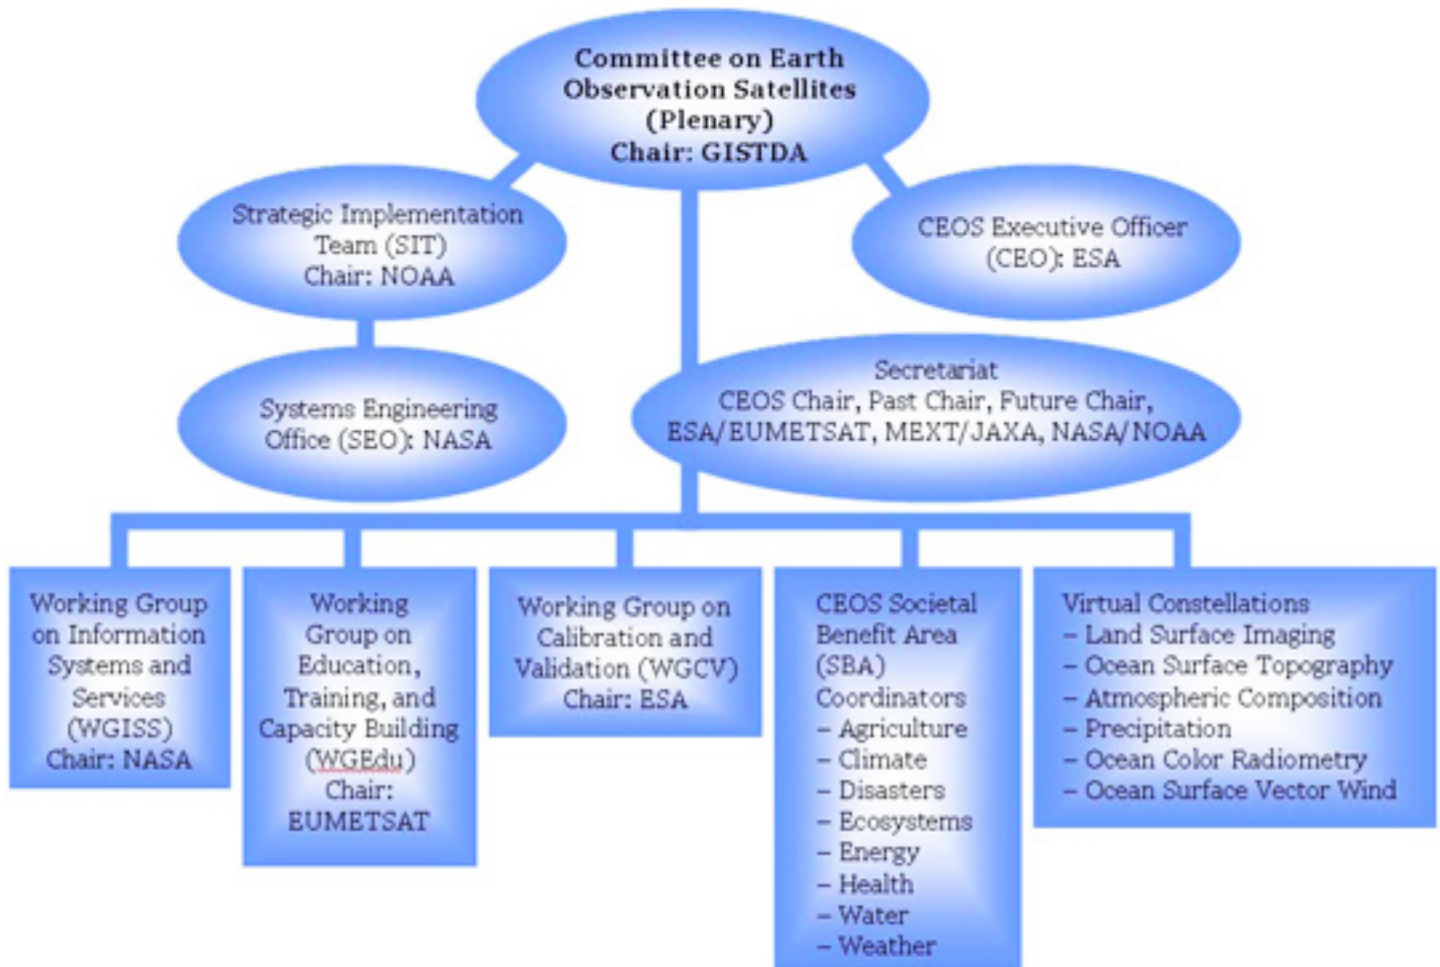 Committee on Earth
Observation Satellites
(Plenary)
Chair: GISTDA
Strategic Implementation
Team (SIT)
Chair: NOAA
CEOS Executive Officer
(CEO): ESA
Systems Engineering
Office (SEO): NASA
Secretariat
CEOS Chair, Past Chair, Future Chair,
ESA/EUMETSAT, MEXT/JAXA, NASA/NOAA
Working Group
on Information
Systems and
Services
(WGISS)
Chair: NASA
Working
Group on
Education,
Training, and
Capacity Building
(WGEdu)
Chair:
EUMETSAT
Working Group on
Calibration and
Validation (WGCV)
Chair: ESA
CEOS Societal
Benefit Area
(SBA)
Coordinators
– Agriculture
– Climate
– Disasters
– Ecosystems
– Energy
– Health
– Water
– Weather
Virtual Constellations
– Land Surface Imaging
– Ocean Surface Topography
– Atmospheric Composition
– Precipitation
– Ocean Color Radiometry
– Ocean Surface Vector Wind